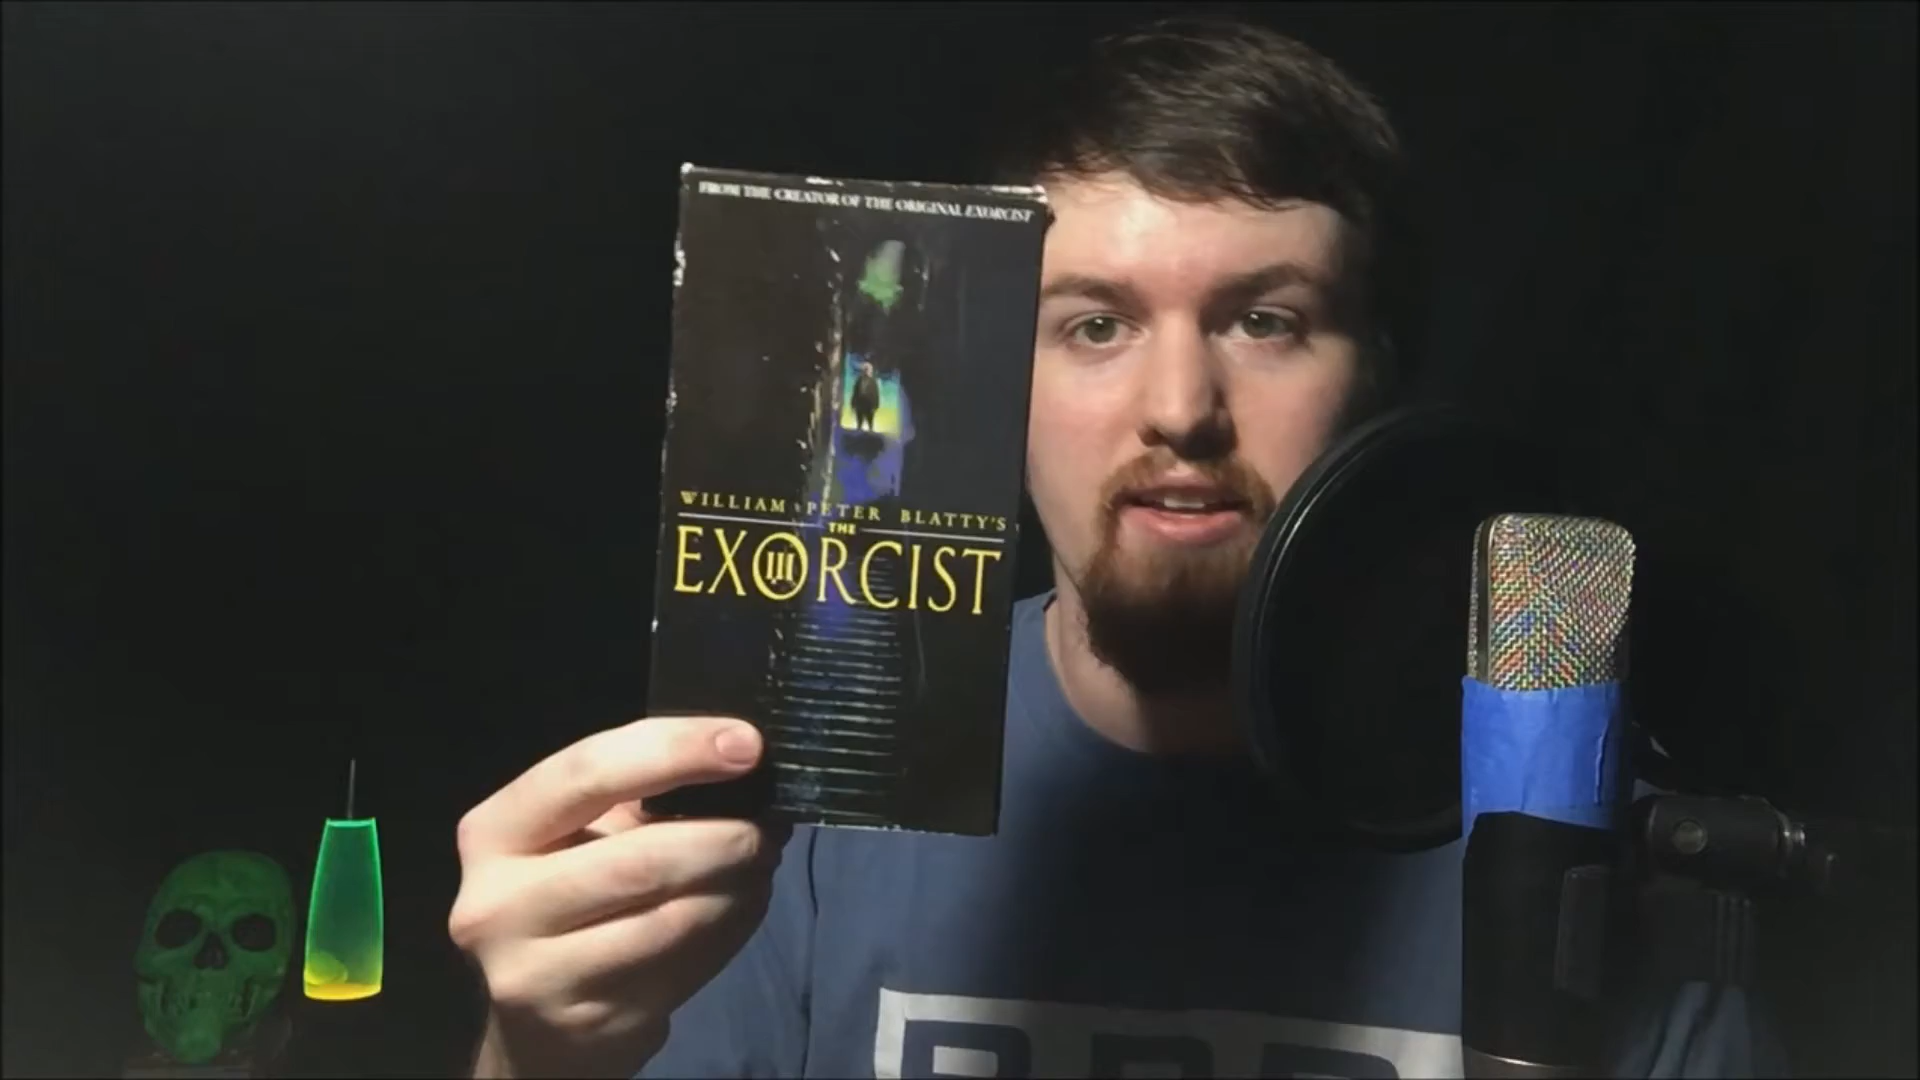 FROM THE CREATOR OF THE ORIGINAL EXORCIST
WILLIAM PETER BLATTY'S
THE
EXORCIST
III